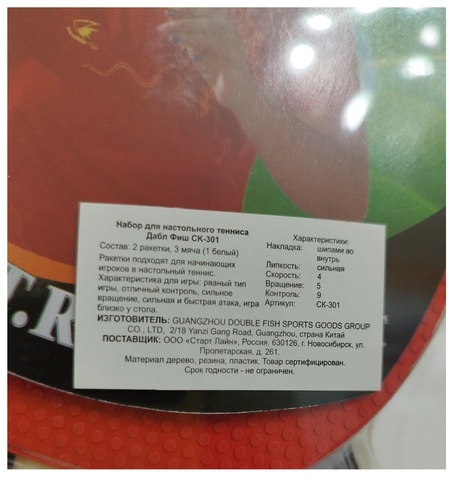 Набор для настольного тенниса
Дабл Фиш СК-301
Состав: 2 ракетки, 3 мяча (1 белый)
Ракетки подходят для начинающих
игроков в настольный теннис.
Характеристика для игры: рваный тип
игры, отличный контроль, сильное
вращение, сильная и быстрая атака, игра
близко у стола.
Характеристики:
Накладка: шипами во
внутрь
Липкость: сильная
Скорость: 4
Вращение: 5
Контроль: 9
Артикул: СК-301
ИЗГОТОВИТЕЛЬ: GUANGZHOU DOUBLE FISH SPORTS GOODS GROUP
CO., LTD, 2/18 Yanzi Gang Road, Guangzhou, страна Китай
ПОСТАВЩИК: ООО «Старт Лайн», Россия, 630126, г. Новосибирск, ул.
Пролетарская, д. 261.
Материал дерево, резина, пластик. Товар сертифицирован.
Срок годности - не ограничен.
T.R